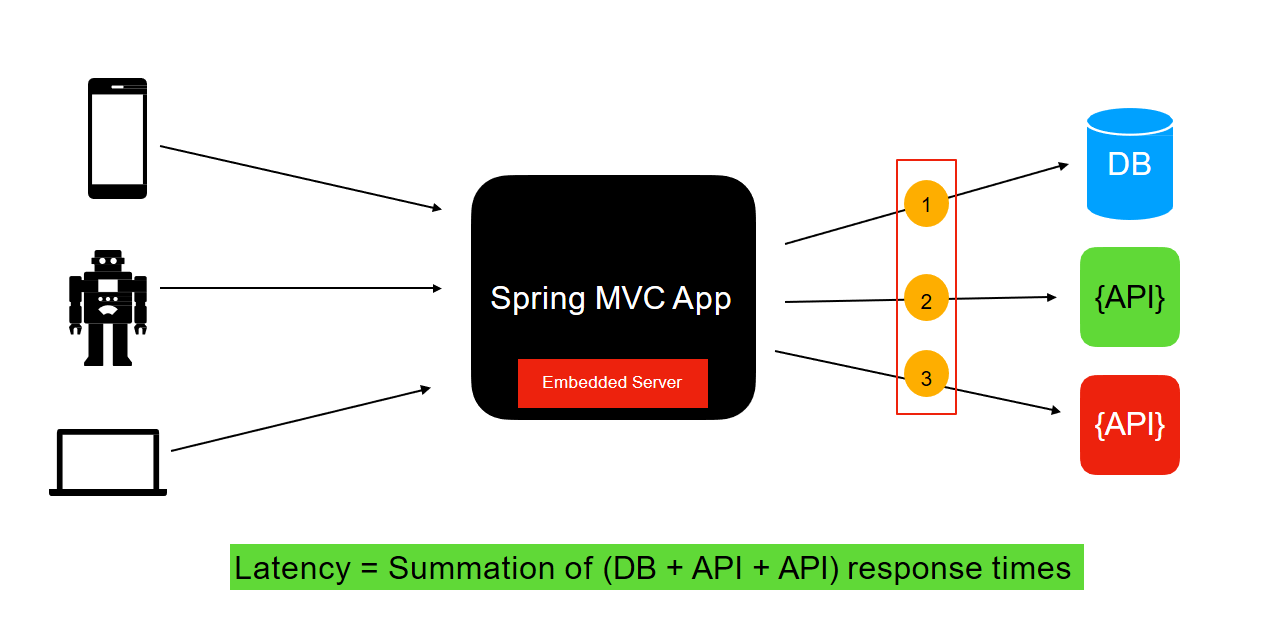 1
DB
2
{API}
Spring MVC App
3
Embedded Server
{API}
Latency = Summation of (DB + API + API) response times